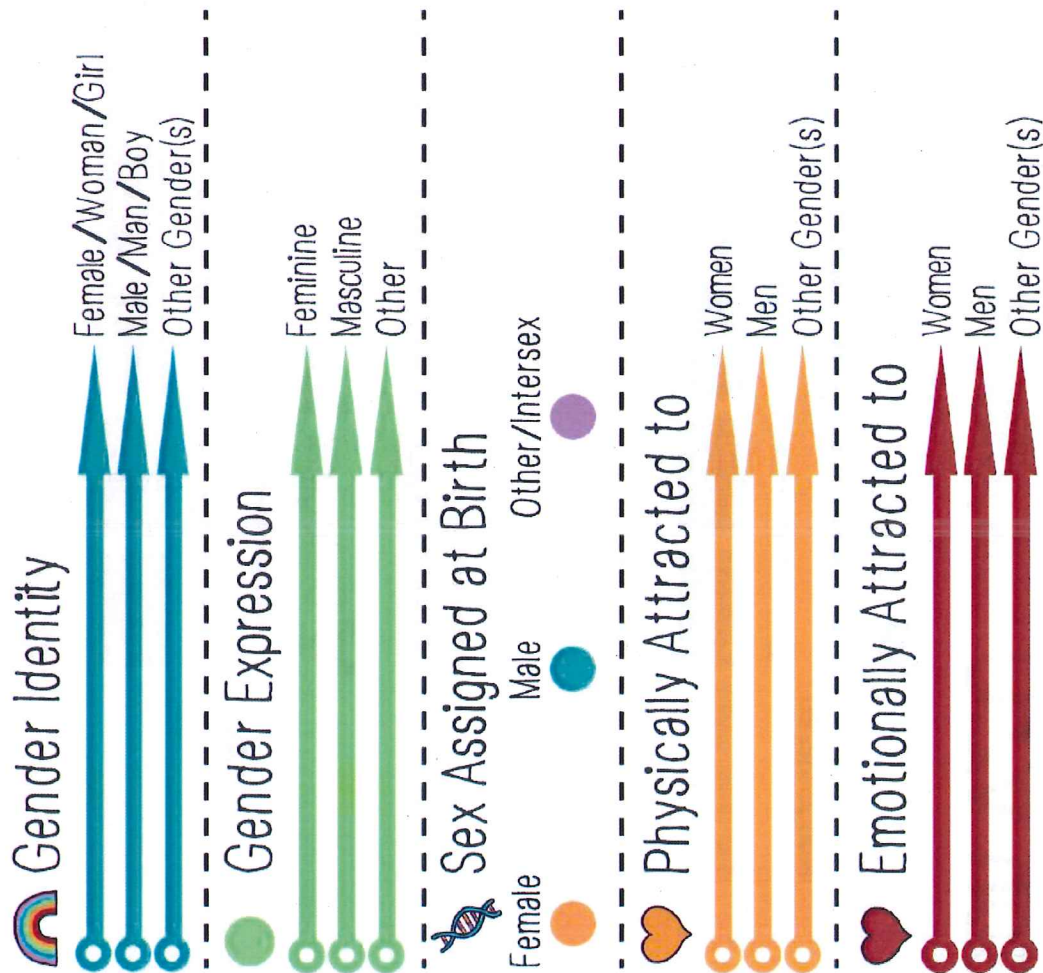 Gender Identity
Female/Woman/Girl
Male/Man/Boy
Other Gender(s)
Gender Expression
Feminine
Masculine
Other
Sex Assigned at Birth
Female Male Other/Intersex
Physically Attracted to
Women
Men
Other Gender(s)
Emotionally Attracted to
Women
Men
Other Gender(s)